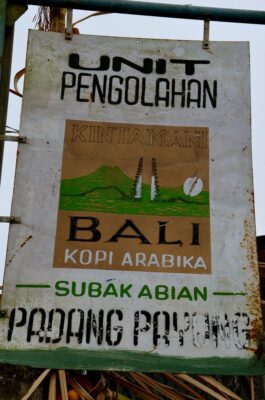 UNIT
PENGOLAHAN
KINTAMANI
BALI
KOPI ARABIKA
SUBAK ABIAN
PADANG PAYUNG